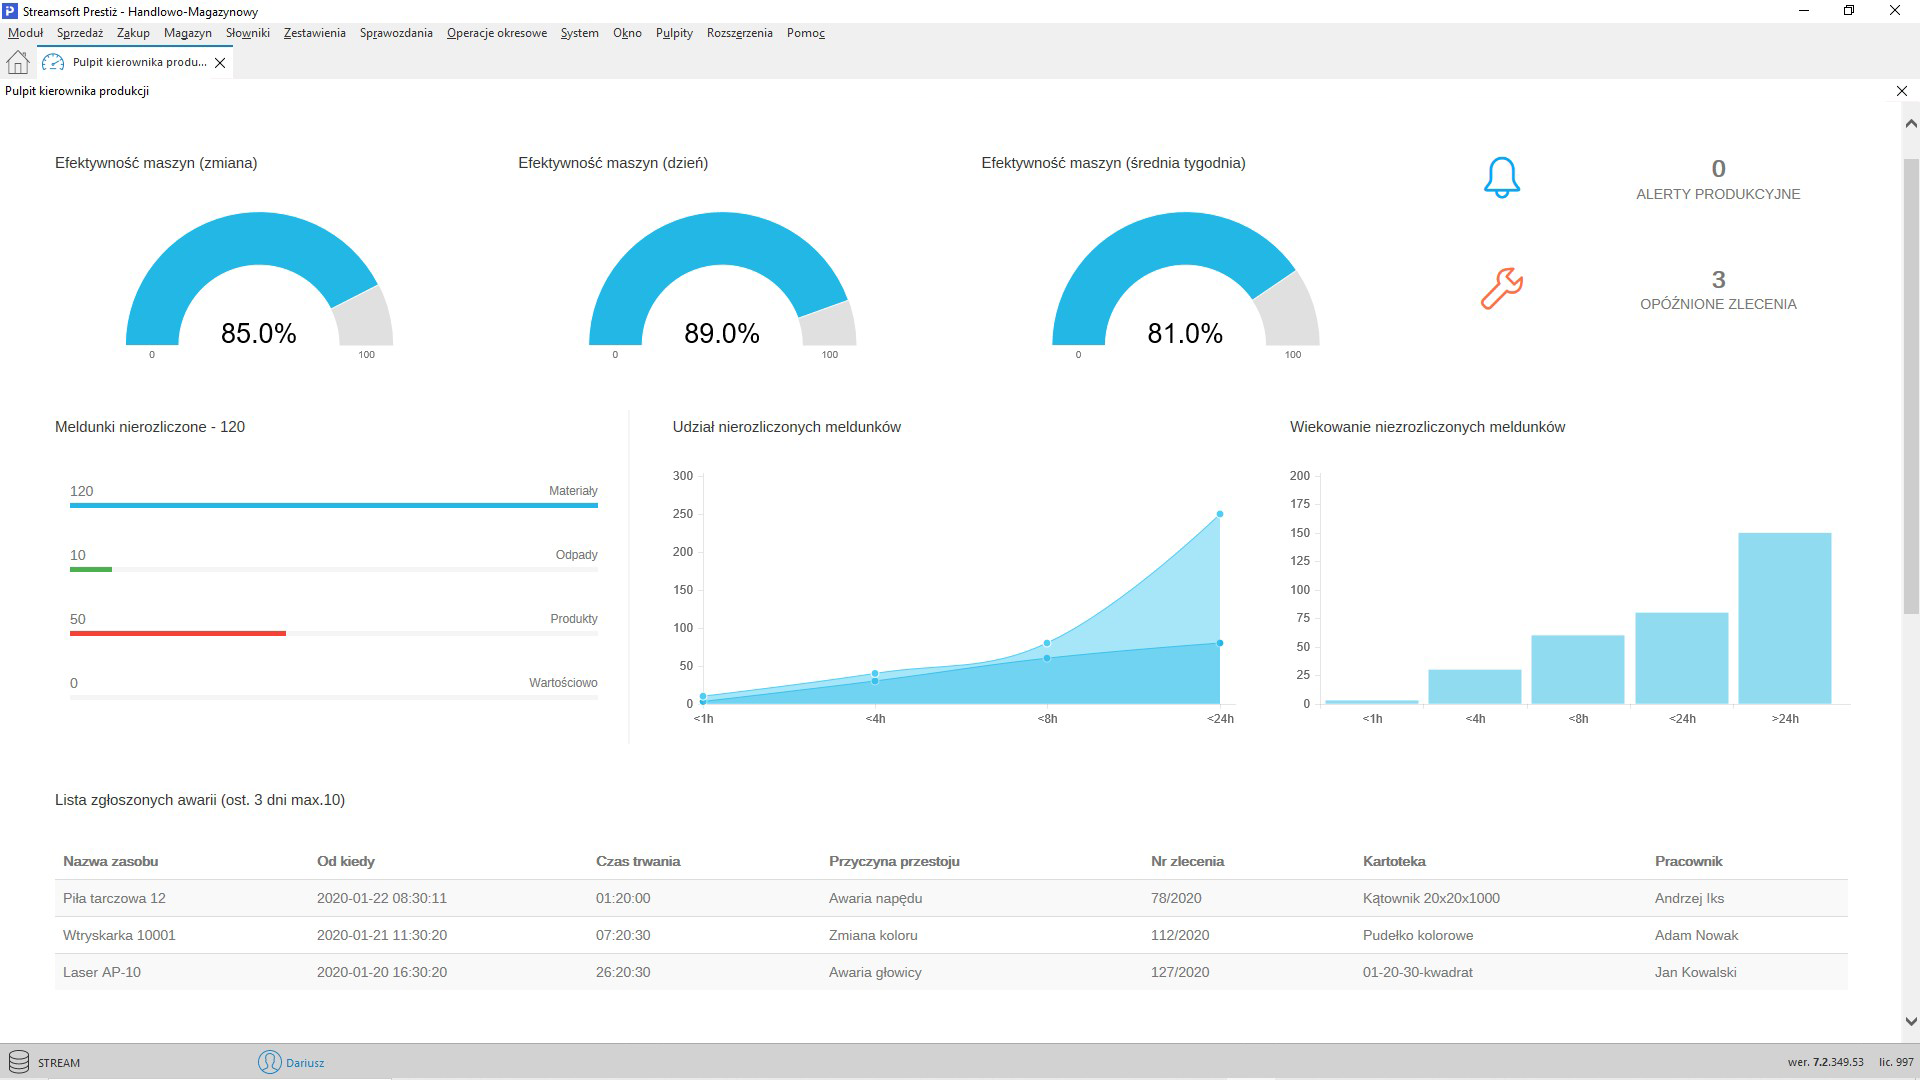 Streamsoft Prestiż - Handlowo-Magazynowy
Moduł Sprzedaż Zakup Magazyn Słowniki Zestawienia Sprawozdania Operacje okresowe System Okno Pulpity Rozszerzenia Pomoc
Pulpit kierownika produ...
Pulpit kierownika produkcji
Efektywność maszyn (zmiana)
85.0%
0 100
Efektywność maszyn (dzień)
89.0%
0 100
Efektywność maszyn (średnia tygodnia)
81.0%
0 100
0
ALERTY PRODUKCYJNE
3
OPÓŹNIONE ZLECENIA
Meldunki nierozliczone - 120
120 Materiały
10 Odpady
50 Produkty
0 Wartościowo
Udział nierozliczonych meldunków
300
250
200
150
100
50
0
<1h <4h <8h <24h
Wiekowanie niezrozliczonych meldunków
200
175
150
125
100
75
50
25
0
<1h <4h <8h <24h >24h
Lista zgłoszonych awarii (ost. 3 dni max.10)
Nazwa zasobu Od kiedy Czas trwania Przyczyna przestoju Nr zlecenia Kartoteka Pracownik
Piła tarczowa 12 2020-01-22 08:30:11 01:20:00 Awaria napędu 78/2020 Kątownik 20x20x1000 Andrzej Iks
Wtryskarka 10001 2020-01-21 11:30:20 07:20:30 Zmiana koloru 112/2020 Pudełko kolorowe Adam Nowak
Laser AP-10 2020-01-20 16:30:20 26:20:30 Awaria głowicy 127/2020 01-20-30-kwadrat Jan Kowalski
STREAM Dariusz wer. 7.2.349.53 lic. 997